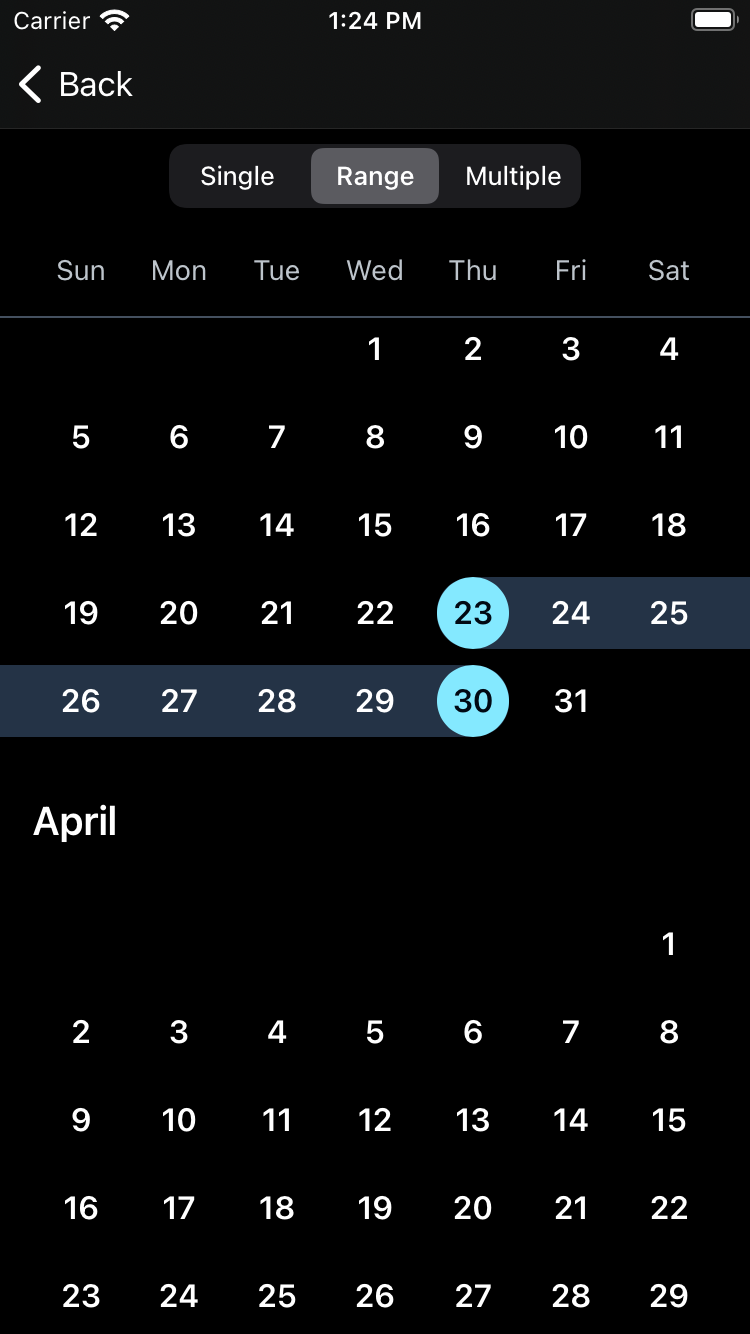 Carrier 1:24 PM
Back
Single Range Multiple
Sun Mon Tue Wed Thu Fri Sat
1 2 3 4
5 6 7 8 9 10 11
12 13 14 15 16 17 18
19 20 21 22 23 24 25
26 27 28 29 30 31
April
1
2 3 4 5 6 7 8
9 10 11 12 13 14 15
16 17 18 19 20 21 22
23 24 25 26 27 28 29